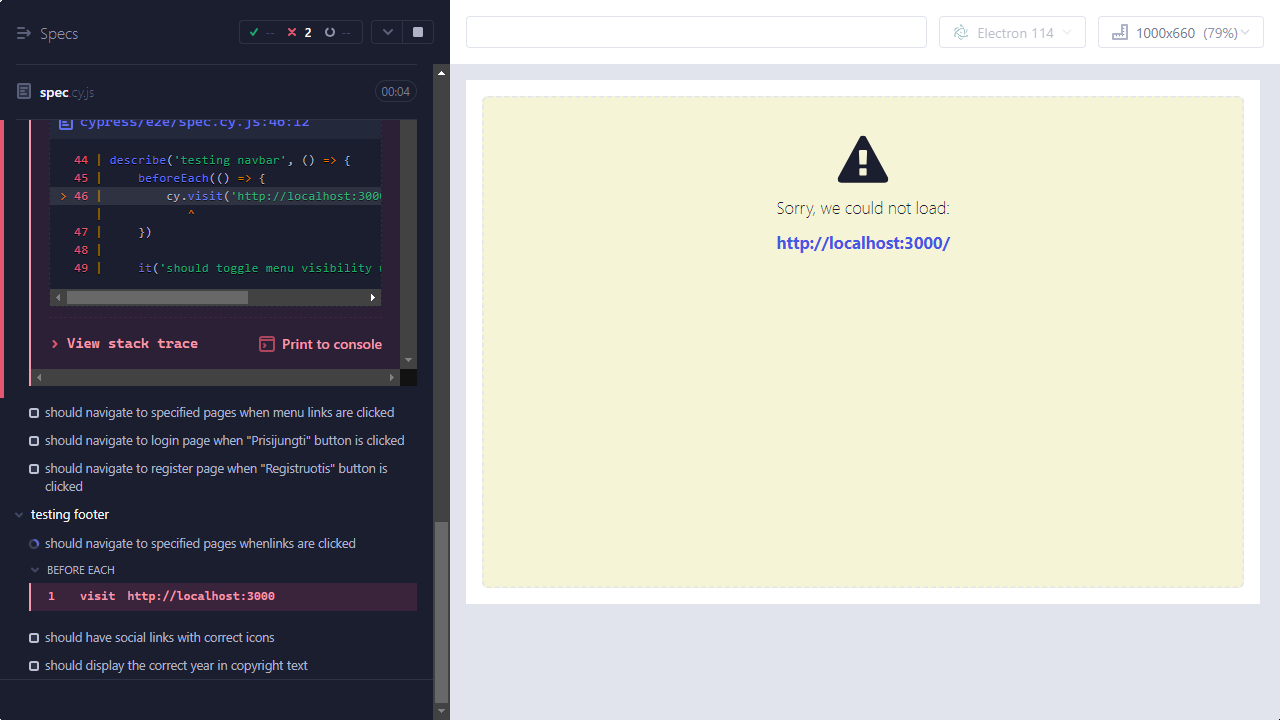 Specs
--
2
--
spec.cy.js
00:04
cypress/e2e/spec.cy.js:46:12
44 | describe('testing navbar', () => {
45 | beforeEach(() => {
> 46 | cy.visit('http://localhost:300
| ^
47 | })
48 |
49 | it('should toggle menu visibility
View stack trace
Print to console
should navigate to specified pages when menu links are clicked
should navigate to login page when "Prisijungti" button is clicked
should navigate to register page when "Registruotis" button is
clicked
testing footer
should navigate to specified pages whenlinks are clicked
BEFORE EACH
1 visit http://localhost:3000
should have social links with correct icons
should display the correct year in copyright text
Electron 114
1000x660 (79%)
Sorry, we could not load:
http://localhost:3000/